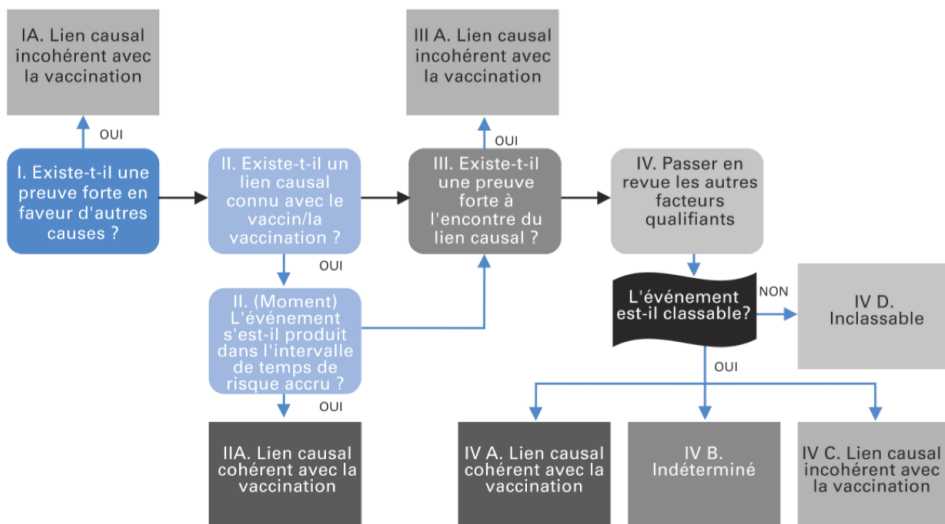 IA. Lien causal
incohérent avec
la vaccination
III A. Lien causal
incohérent avec
la vaccination
OUI
OUI
I. Existe-t-il une
preuve forte en
faveur d'autres
causes ?
II. Existe-t-il un
lien causal
connu avec le
vaccin/la
vaccination ?
III. Existe-t-il
une preuve
forte à
l'encontre du
lien causal ?
IV. Passer en
revue les autres
facteurs
qualifiants
OUI
II. (Moment)
L'événement
s'est-il produit
dans l'intervalle
de temps de
risque accru ?
L'événement
est-il classable?
NON
IV D.
Inclassable
OUI
OUI
IIA. Lien causal
cohérent avec la
vaccination
IV A. Lien causal
cohérent avec la
vaccination
IV B.
Indéterminé
IV C. Lien causal
incohérent avec
la vaccination